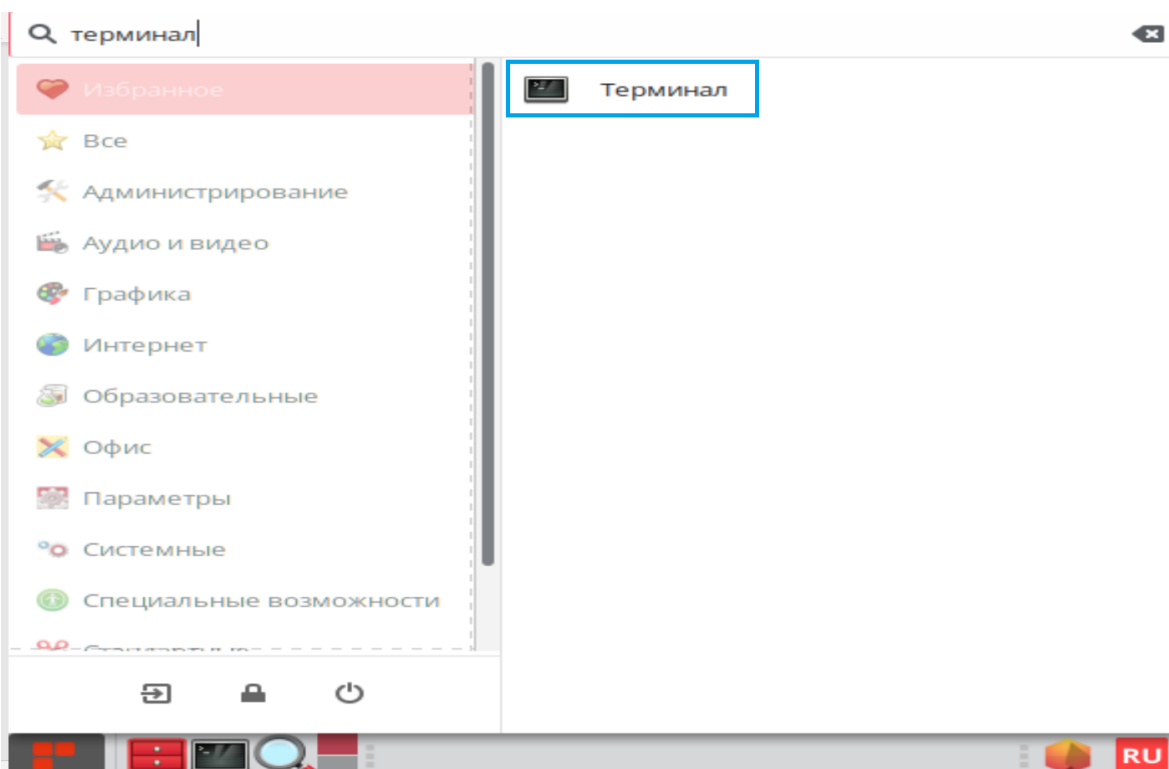 терминал
Избранное
Терминал
Все
Администрирование
Аудио и видео
Графика
Интернет
Образовательные
Офис
Параметры
Системные
Специальные возможности
RU